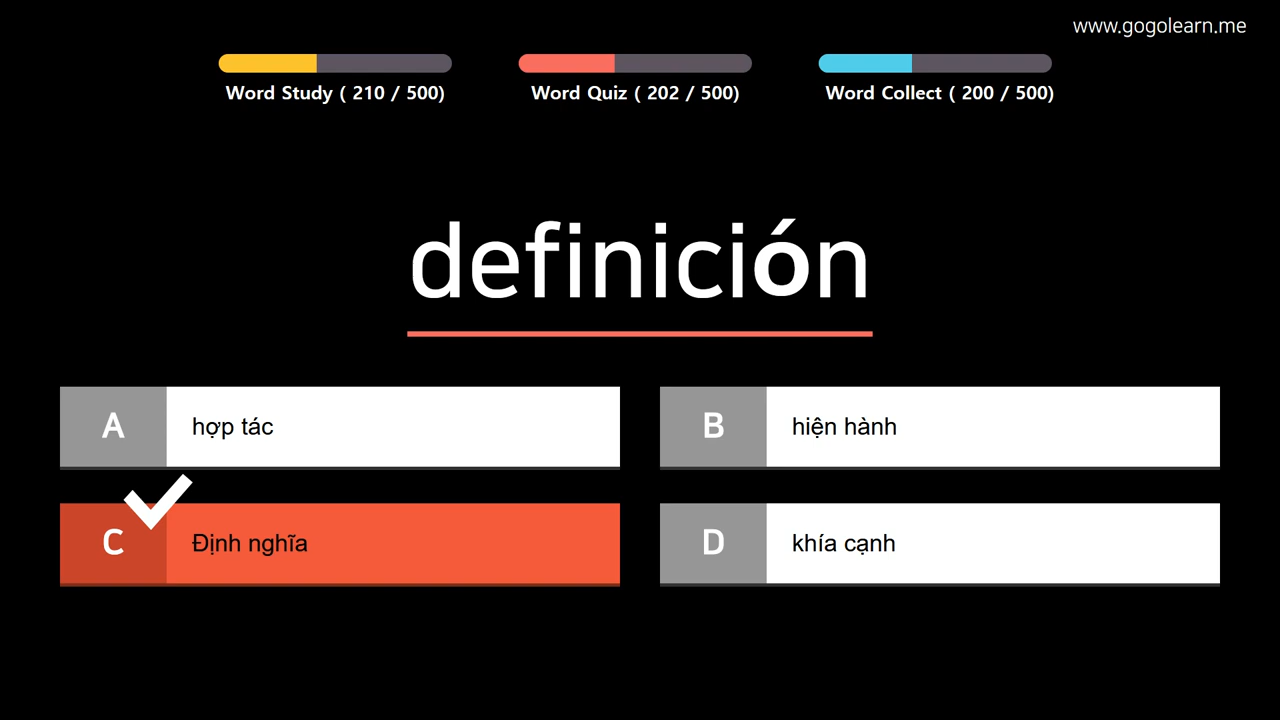 www.gogolearn.me
Word Study ( 210 / 500)
Word Quiz ( 202 / 500)
Word Collect ( 200 / 500)
definición
A
hợp tác
B
hiện hành
C
Định nghĩa
D
khía cạnh